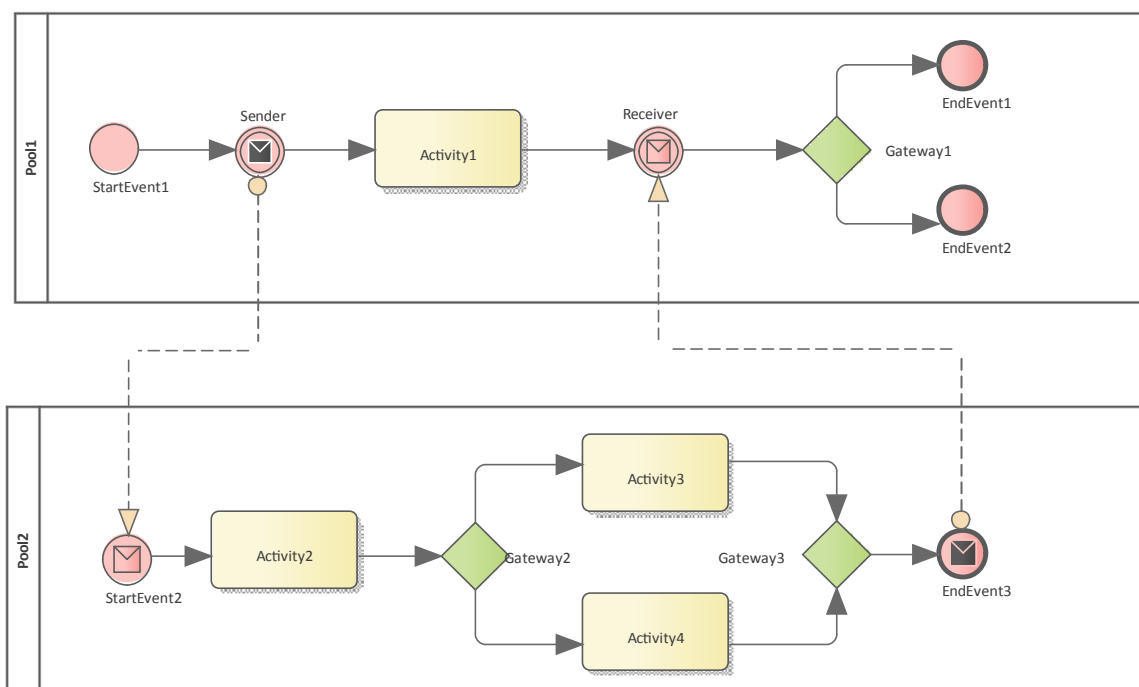 Pool1
StartEvent1
Sender
Activity1
Receiver
Gateway1
EndEvent1
EndEvent2
Pool2
StartEvent2
Activity2
Gateway2
Activity3
Activity4
Gateway3
EndEvent3